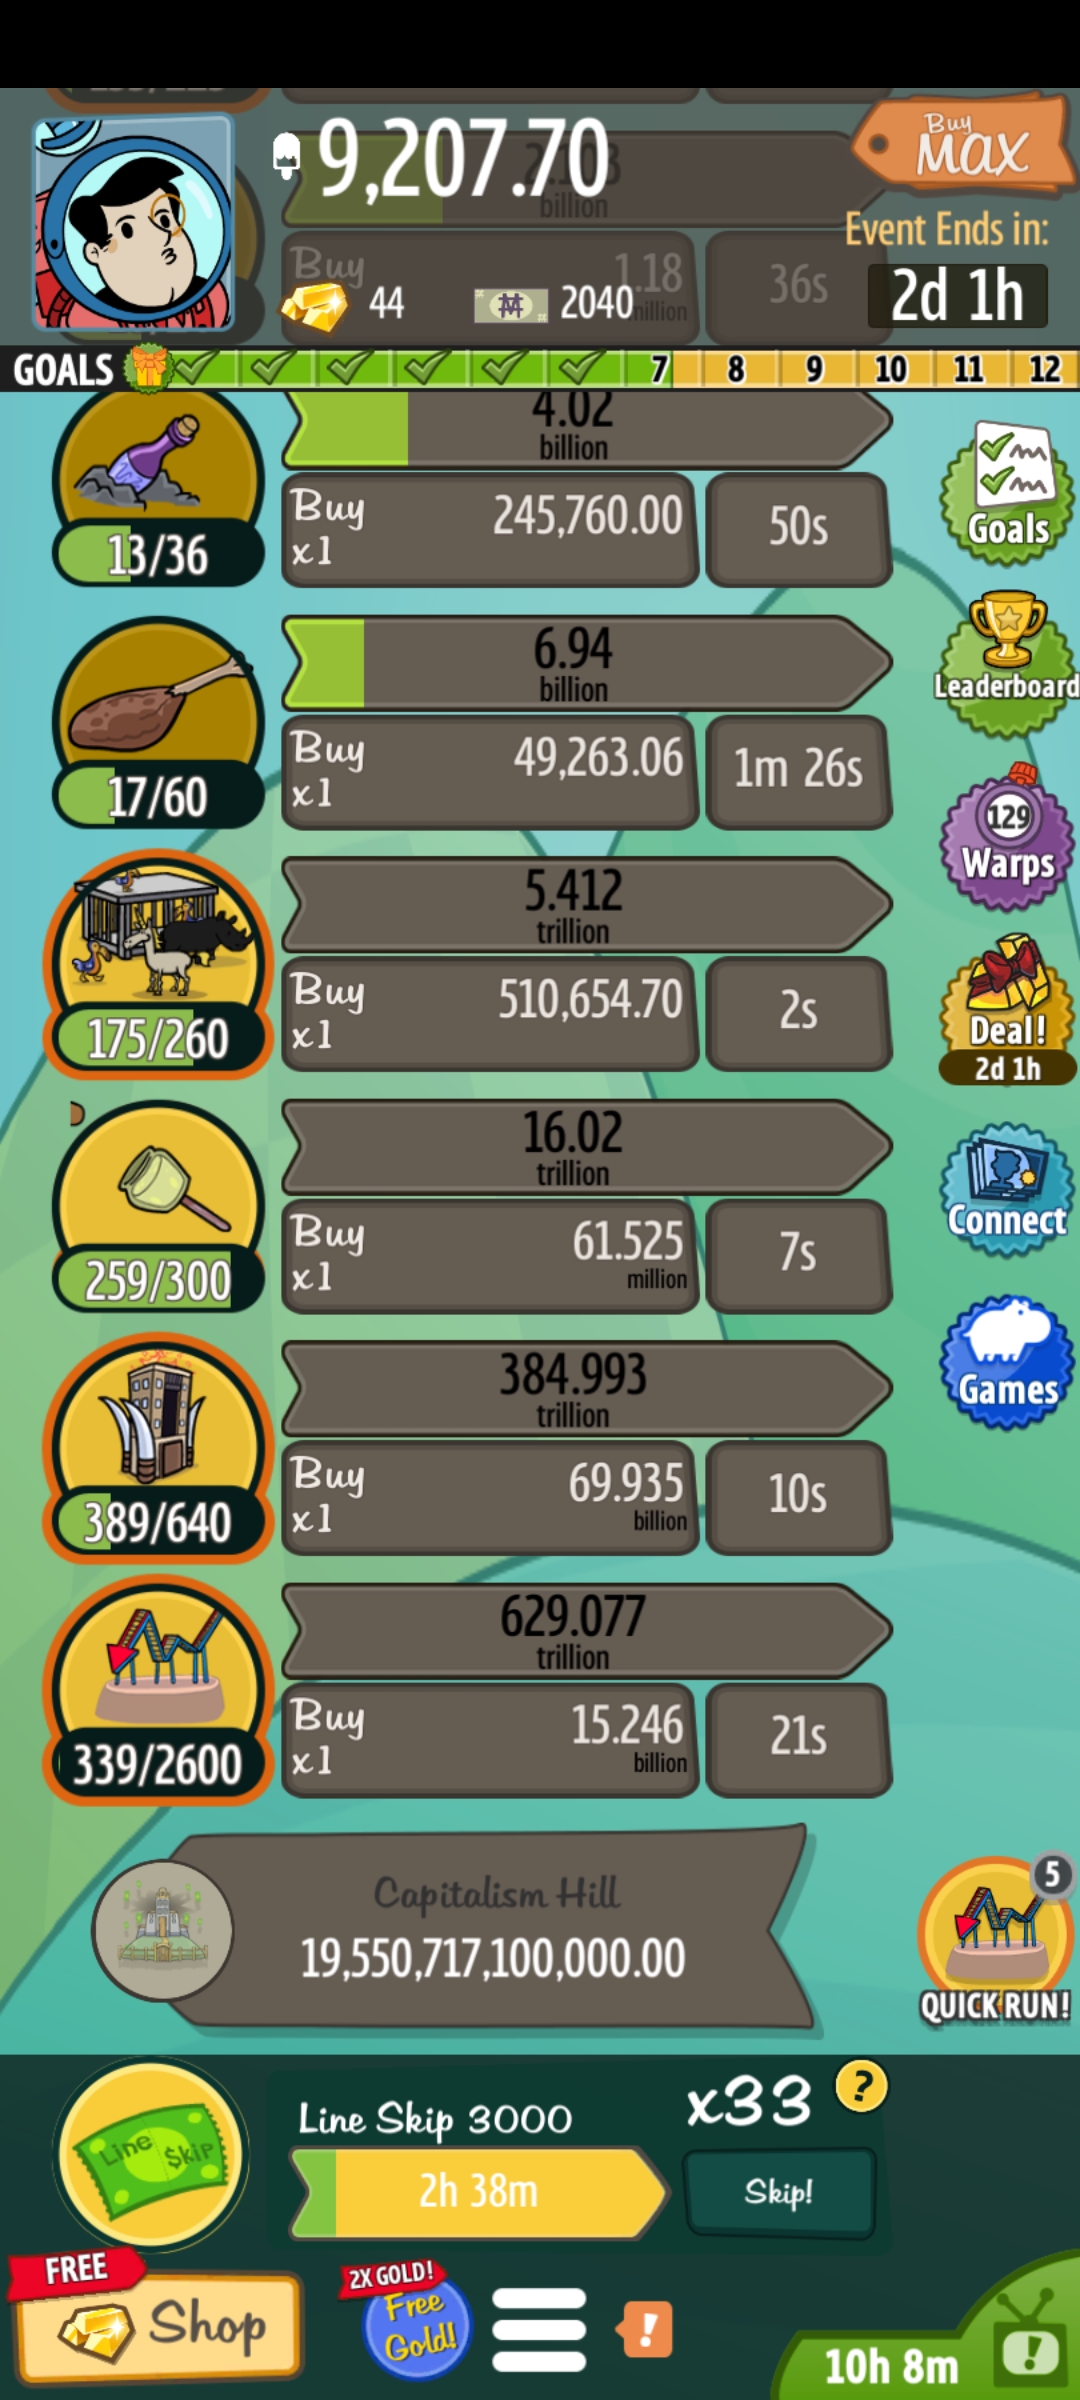 9,207.70
Buy
MAX
billion
Event Ends in:
2d 1h
Buy
1.18
million
36s
44
2040
GOALS
7
8
9
10
11
12
4.02
billion
Buy
x1
245,760.00
50s
13/36
Goals
6.94
billion
Buy
x1
49,263.06
1m 26s
17/60
Leaderboard
129
Warps
5.412
trillion
Buy
x1
510,654.70
2s
175/260
Deal!
2d 1h
16.02
trillion
Buy
x1
61.525
million
7s
259/300
Connect
384.993
trillion
Buy
x1
69.935
billion
10s
389/640
Games
629.077
trillion
Buy
x1
15.246
billion
21s
339/2600
Capitalism Hill
19,550,717,100,000.00
5
QUICK RUN!
Line $kip
Line Skip 3000
2h 38m
x33
?
Skip!
FREE
Shop
2X GOLD!
Free
Gold!
!
10h 8m
!